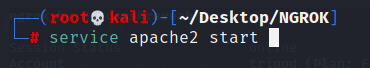 ┌──(root💀kali)-[~/Desktop/NGROK]
└─# service apache2 start